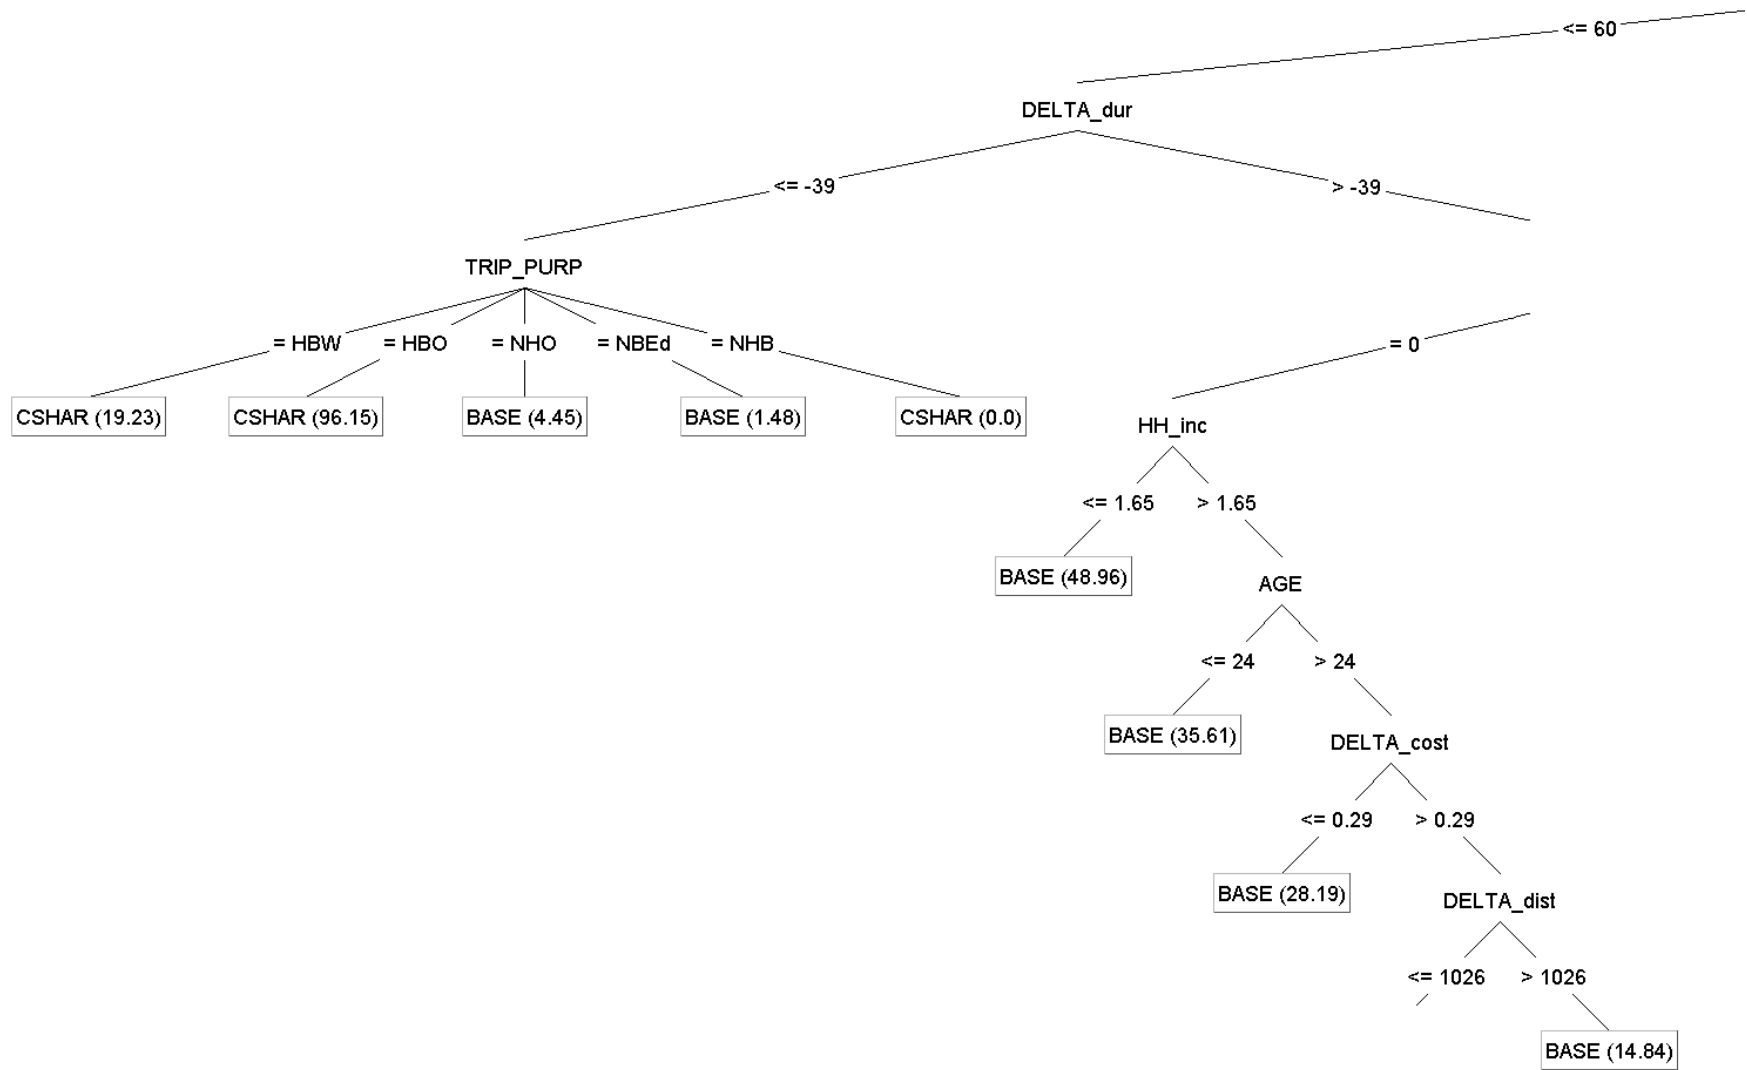 <= 60
DELTA_dur
<= -39
> -39
TRIP_PURP
= HBW
= HBO
= NHO
= NBEd
= NHB
= 0
CSHAR (19.23)
CSHAR (96.15)
BASE (4.45)
BASE (1.48)
CSHAR (0.0)
HH_inc
<= 1.65
> 1.65
BASE (48.96)
AGE
<= 24
> 24
BASE (35.61)
DELTA_cost
<= 0.29
> 0.29
BASE (28.19)
DELTA_dist
<= 1026
> 1026
BASE (14.84)